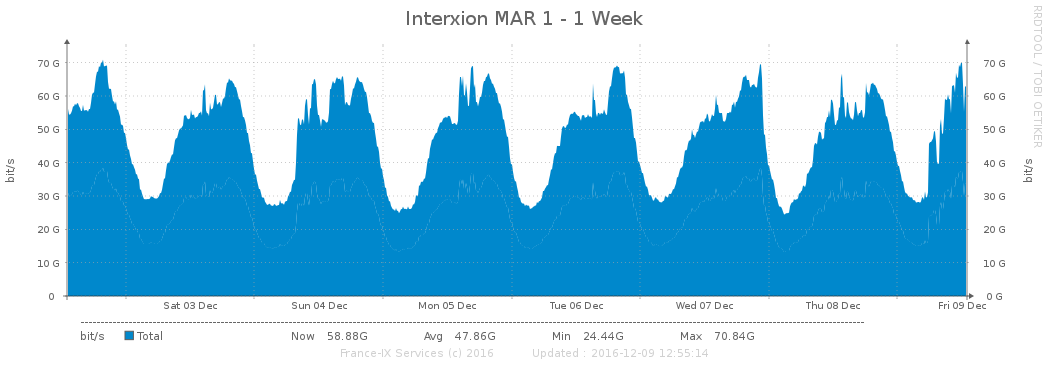 Interxion MAR 1 - 1 Week
RRDTOOL / TOBI OETIKER
bit/s
bit/s
70 G 70 G
60 G 60 G
50 G 50 G
40 G 40 G
30 G 30 G
20 G 20 G
10 G 10 G
0 0 G
Sat 03 Dec Sun 04 Dec Mon 05 Dec Tue 06 Dec Wed 07 Dec Thu 08 Dec Fri 09 Dec
bit/s Total Now 58.88G Avg 47.86G Min 24.44G Max 70.84G
France-IX Services (c) 2016 Updated : 2016-12-09 12:55:14